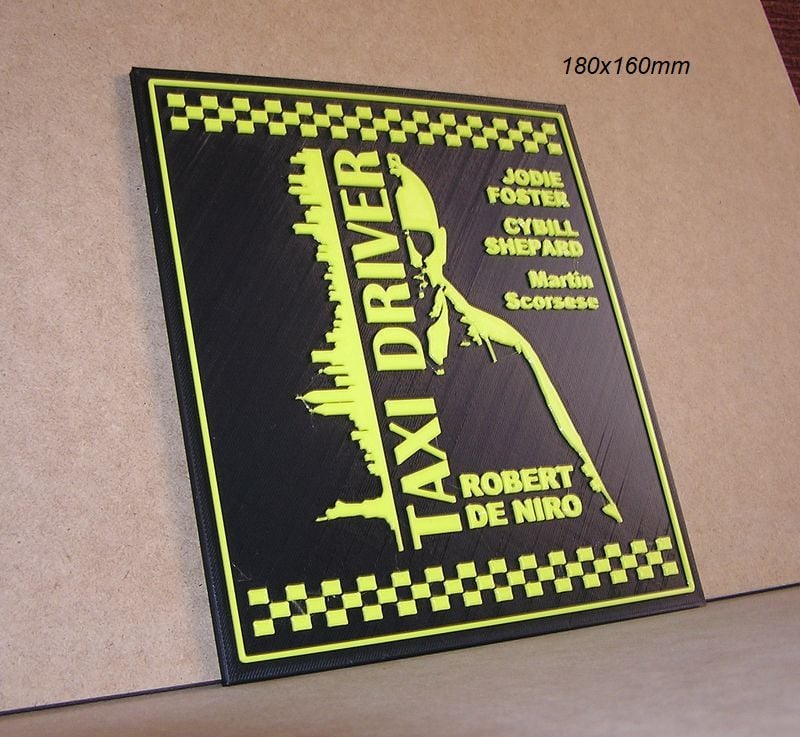 180x160mm
JODIE
FOSTER
CYBILL
SHEPARD
Martin
Scorsese
TAXI DRIVER
ROBERT
DE NIRO